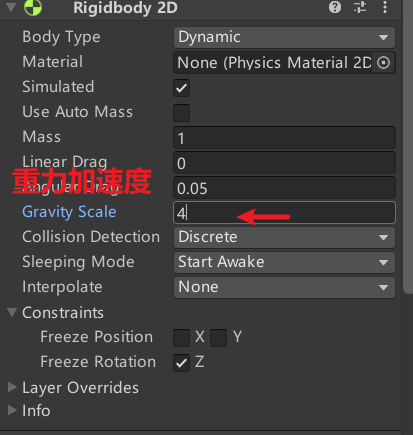 Rigidbody 2D
Body Type Dynamic
Material None (Physics Material 2D
Simulated
Use Auto Mass
Mass 1
Linear Drag 0
重力加速度
Angular Drag 0.05
Gravity Scale 4
Collision Detection Discrete
Sleeping Mode Start Awake
Interpolate None
Constraints
Freeze Position X Y
Freeze Rotation Z
Layer Overrides
Info